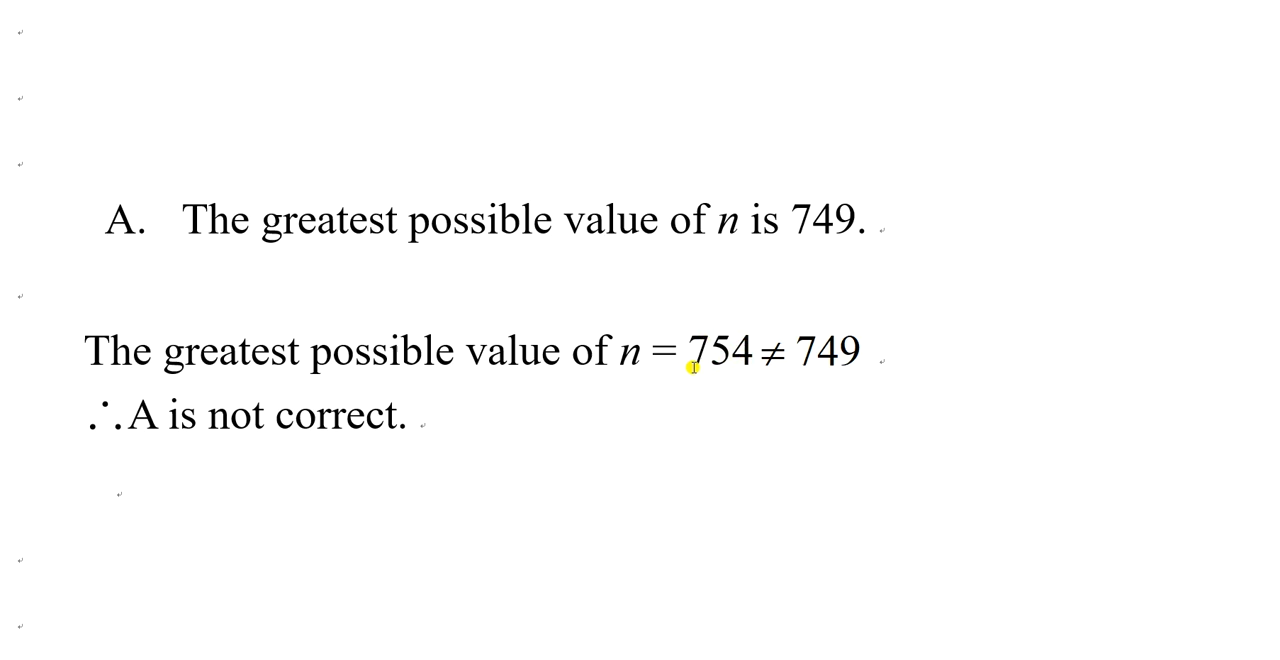 A. The greatest possible value of n is 749.
The greatest possible value of n = 754 ≠ 749
∴A is not correct.